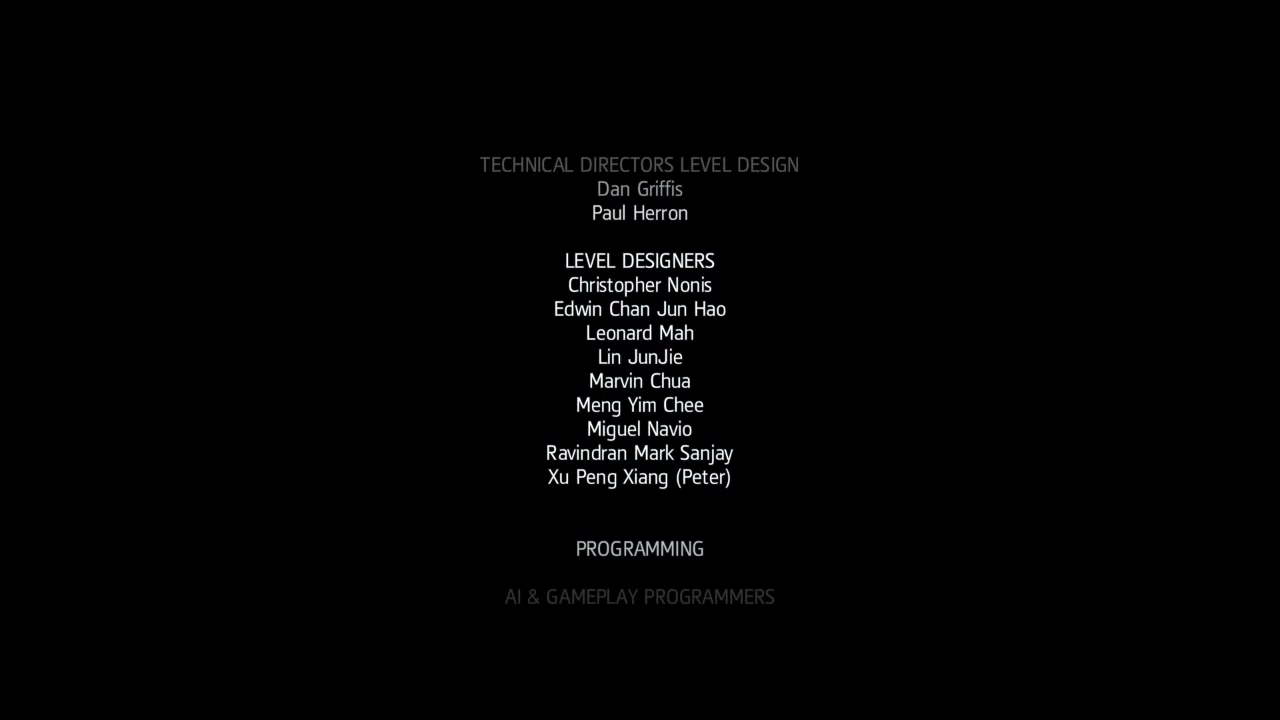 TECHNICAL DIRECTORS LEVEL DESIGN
Dan Griffis
Paul Herron
LEVEL DESIGNERS
Christopher Nonis
Edwin Chan Jun Hao
Leonard Mah
Lin JunJie
Marvin Chua
Meng Yim Chee
Miguel Navio
Ravindran Mark Sanjay
Xu Peng Xiang (Peter)
PROGRAMMING
AI & GAMEPLAY PROGRAMMERS